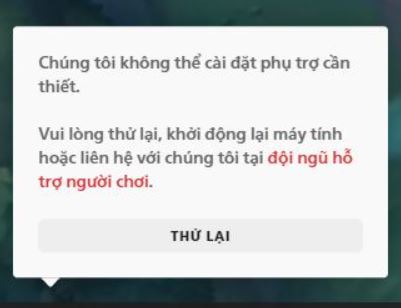 Chúng tôi không thể cài đặt phụ trợ cần
thiết.
Vui lòng thử lại, khởi động lại máy tính
hoặc liên hệ với chúng tôi tại đội ngũ hỗ
trợ người chơi.
THỬ LẠI